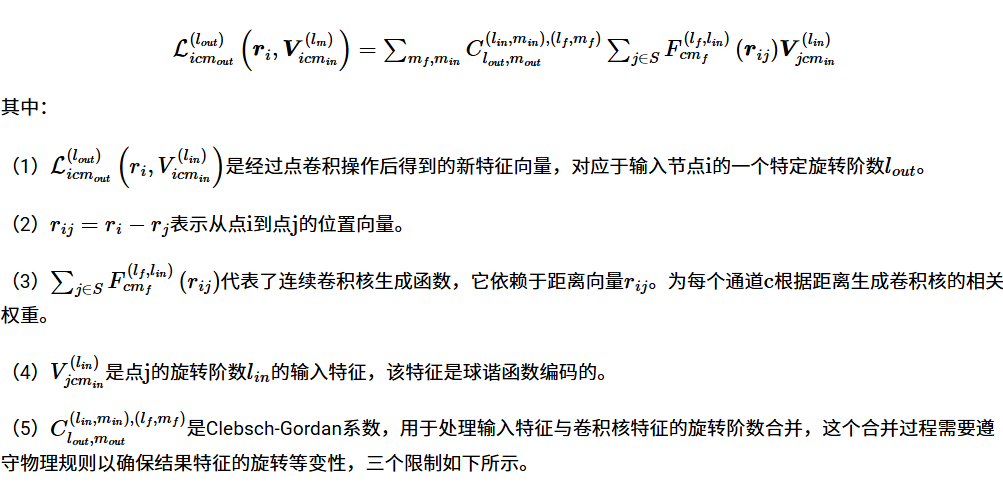 $\mathcal{L}_{icm_{out}}^{(l_{out})}\left(\boldsymbol{r}_i, \boldsymbol{V}_{icm_{in}}^{(l_m)}\right) = \sum_{m_f,m_{in}} C_{l_{out},m_{out}}^{(l_{in},m_{in}),(l_f,m_f)} \sum_{j\in S} F_{cm_f}^{(l_f,l_{in})}(\boldsymbol{r}_{ij}) \boldsymbol{V}_{jcm_{in}}^{(l_{in})}$
其中：
（1）$\mathcal{L}_{icm_{out}}^{(l_{out})}\left(r_i, V_{icm_{in}}^{(l_{in})}\right)$是经过点卷积操作后得到的新特征向量，对应于输入节点i的一个特定旋转阶数$l_{out}$。
（2）$r_{ij} = r_i - r_j$表示从点i到点j的位置向量。
（3）$\sum_{j\in S} F_{cm_f}^{(l_f,l_{in})}(r_{ij})$代表了连续卷积核生成函数，它依赖于距离向量$r_{ij}$。为每个通道c根据距离生成卷积核的相关
权重。
（4）$V_{jcm_{in}}^{(l_{in})}$是点j的旋转阶数$l_{in}$的输入特征，该特征是球谐函数编码的。
（5）$C_{l_{out},m_{out}}^{(l_{in},m_{in}),(l_f,m_f)}$是Clebsch-Gordan系数，用于处理输入特征与卷积核特征的旋转阶数合并，这个合并过程需要遵
守物理规则以确保结果特征的旋转等变性，三个限制如下所示。